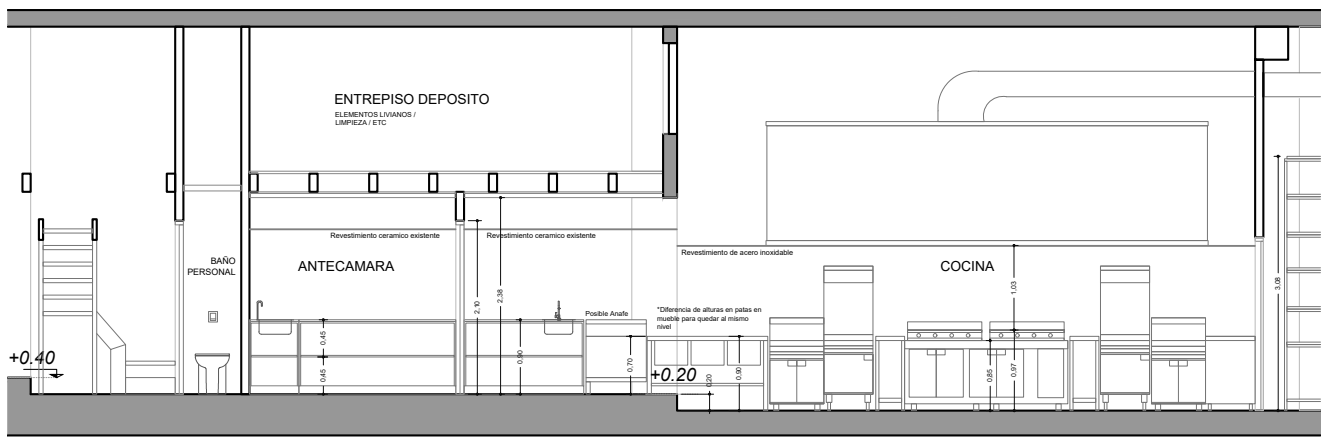 ENTREPISO DEPOSITO
ELEMENTOS LIVIANOS /
LIMPIEZA / ETC
Revestimiento ceramico existente
Revestimiento ceramico existente
Revestimiento de acero inoxidable
BAÑO
PERSONAL
ANTECAMARA
COCINA
Posible Anafe
*Diferencia de alturas en patas en
mueble para quedar al mismo
nivel
+0.40
+0.20
0,45
0,45
2,10
2,38
0,90
0,70
0,20
0,90
0,85
0,97
1,03
3,08